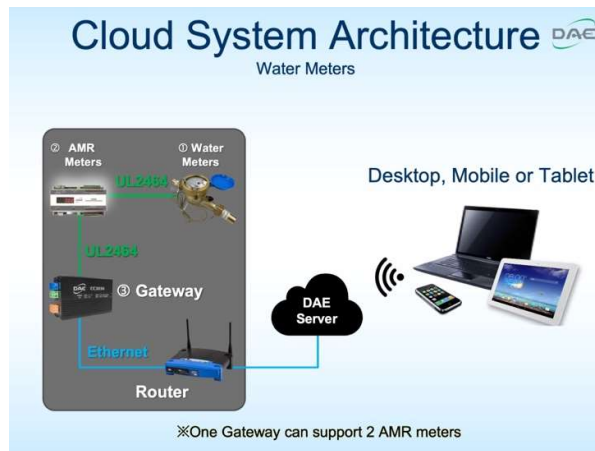 Cloud System Architecture
DAE
Water Meters
② AMR
Meters
① Water
Meters
UL2464
UL2464
Desktop, Mobile or Tablet
③ Gateway
DAE
Server
Ethernet
Router
※One Gateway can support 2 AMR meters